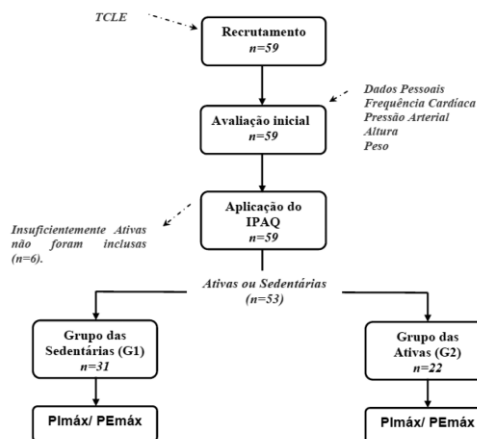 TCLE
Recrutamento
n=59
Dados Pessoais
Frequência Cardíaca
Pressão Arterial
Altura
Peso
Avaliação inicial
n=59
Aplicação do
IPAQ
n=59
Insuficientemente Ativas
não foram inclusas
(n=6).
Ativas ou Sedentárias
(n=53)
Grupo das
Sedentárias (G1)
n=31
Grupo das
Ativas (G2)
n=22
PImáx/ PEmáx
PImáx/ PEmáx